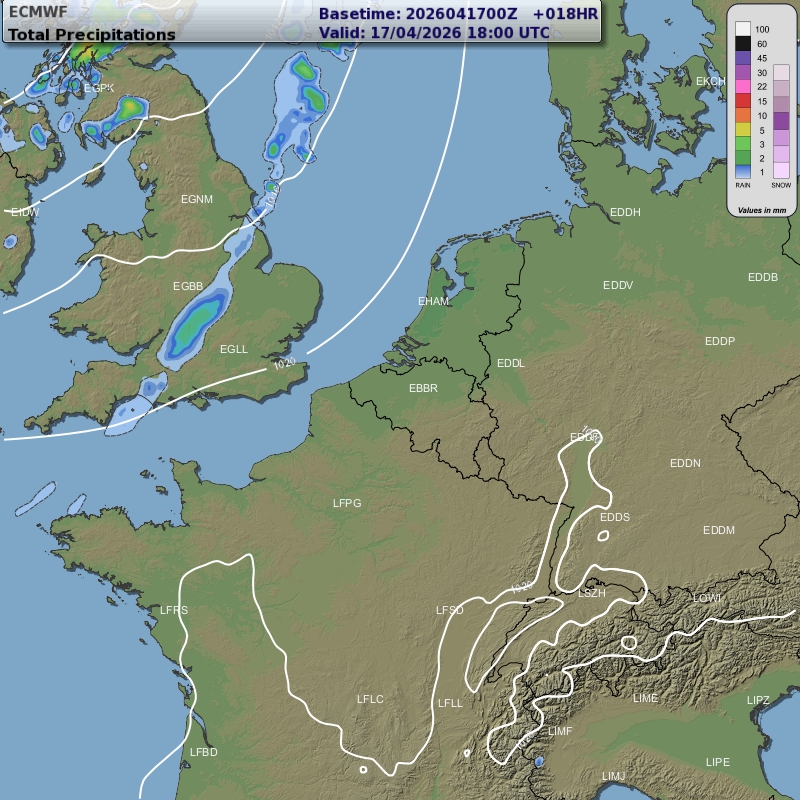 ECMWF
Total Precipitations
Basetime: 2026041700Z +018HR
Valid: 17/04/2026 18:00 UTC
100
60
45
30
22
15
10
5
3
2
1
RAIN SNOW
Values in mm
EGPK
EKCH
EIDW
EGNM
EDDH
EGBB
EDDV
EDDB
EHAM
EGLL
EDDP
EDDL
1020
EBBR
EDDN
LFPG
EDDS
EDDM
1020
LSZH
LOWI
LFRS
LFSD
LFLC
LFLL
LIME
LIPZ
LIMF
LFBD
LIPE
LIMJ